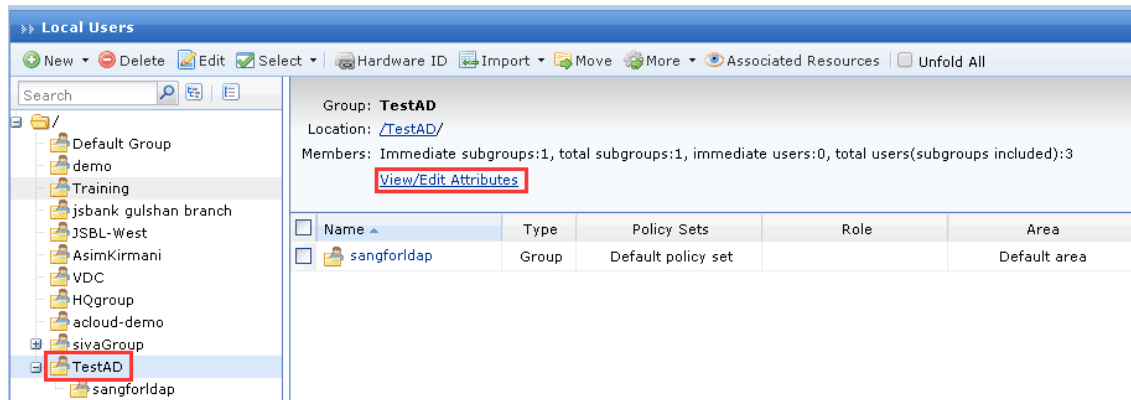 Local Users
New Delete Edit Select Hardware ID Import Move More Associated Resources Unfold All
Search
/
Default Group
demo
Training
jsbank gulshan branch
JSBL-West
AsimKirmani
VDC
HQgroup
acloud-demo
sivaGroup
TestAD
sangforldap
Group: TestAD
Location: /TestAD/
Members: Immediate subgroups:1, total subgroups:1, immediate users:0, total users(subgroups included):3
View/Edit Attributes
Name Type Policy Sets Role Area
sangforldap Group Default policy set Default area